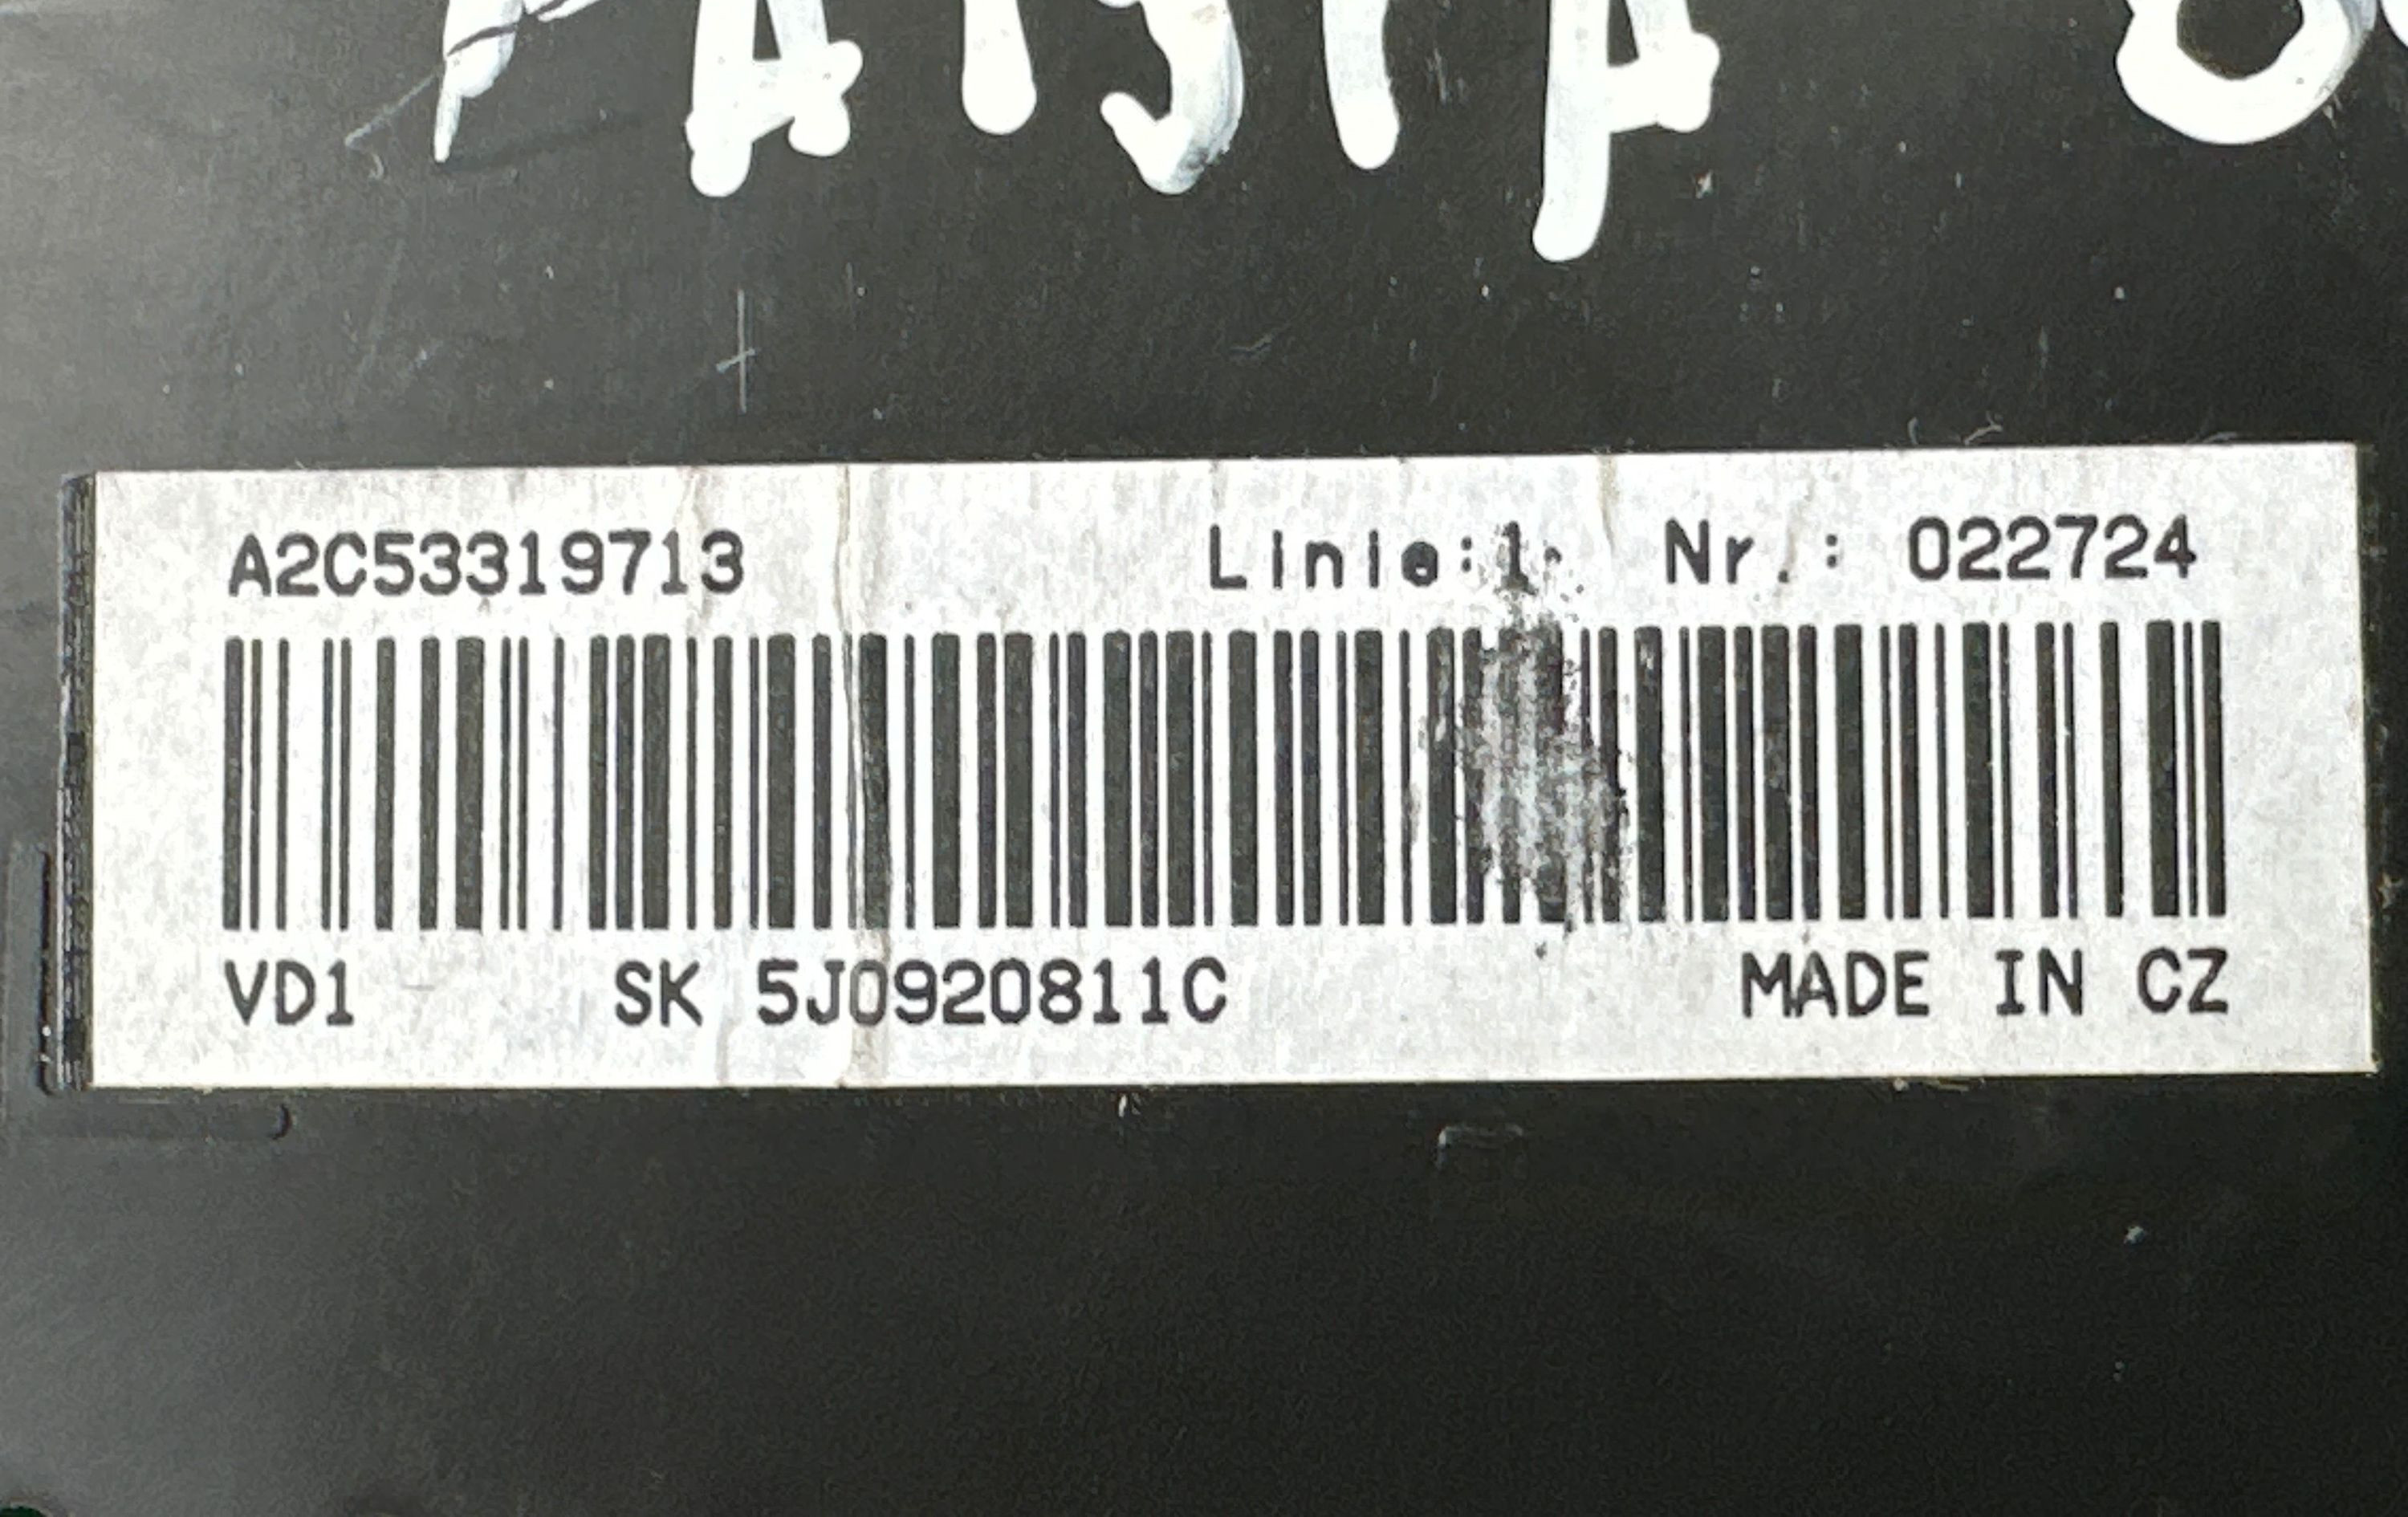 A2C53319713 Linie:1 Nr.: 022724
VD1 SK 5J0920811C MADE IN CZ